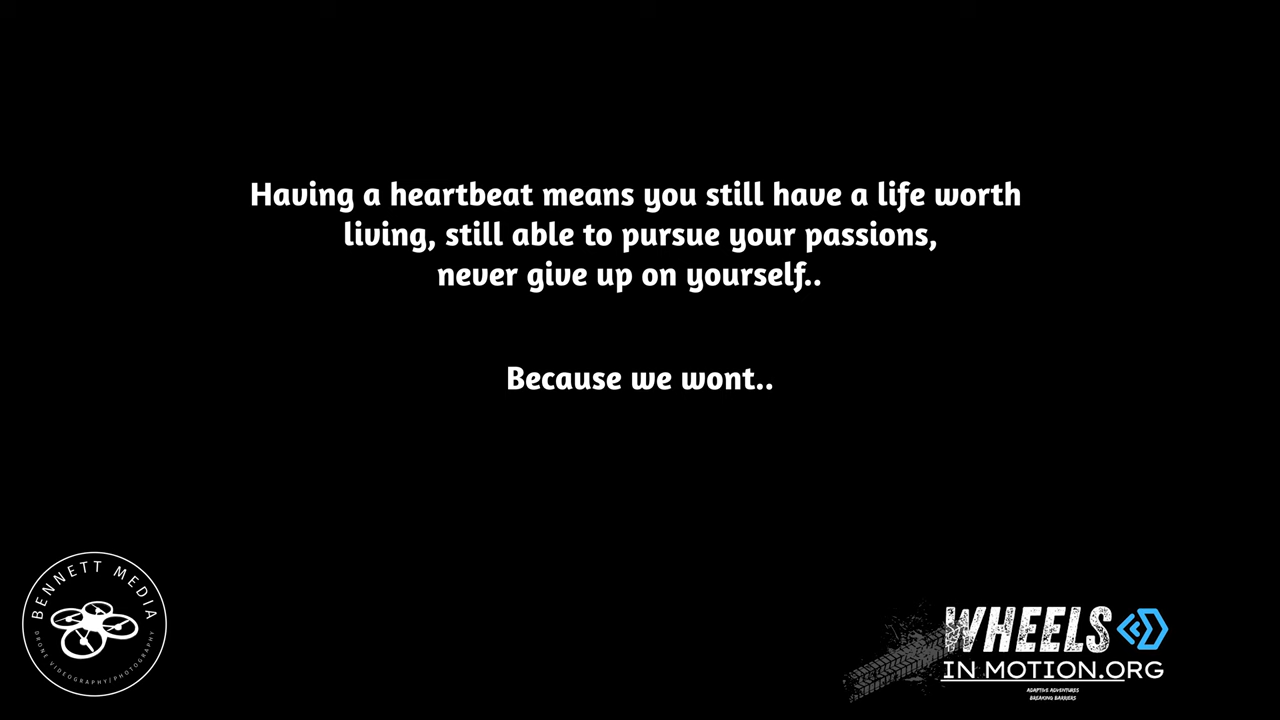 Having a heartbeat means you still have a life worth
living, still able to pursue your passions,
never give up on yourself..
Because we wont..
BENNETT MEDIA
DRONE VIDEOGRAPHY/PHOTOGRAPHY
WHEELS
IN MOTION.ORG
ADAPTIVE ADVENTURES
BREAKING BARRIERS